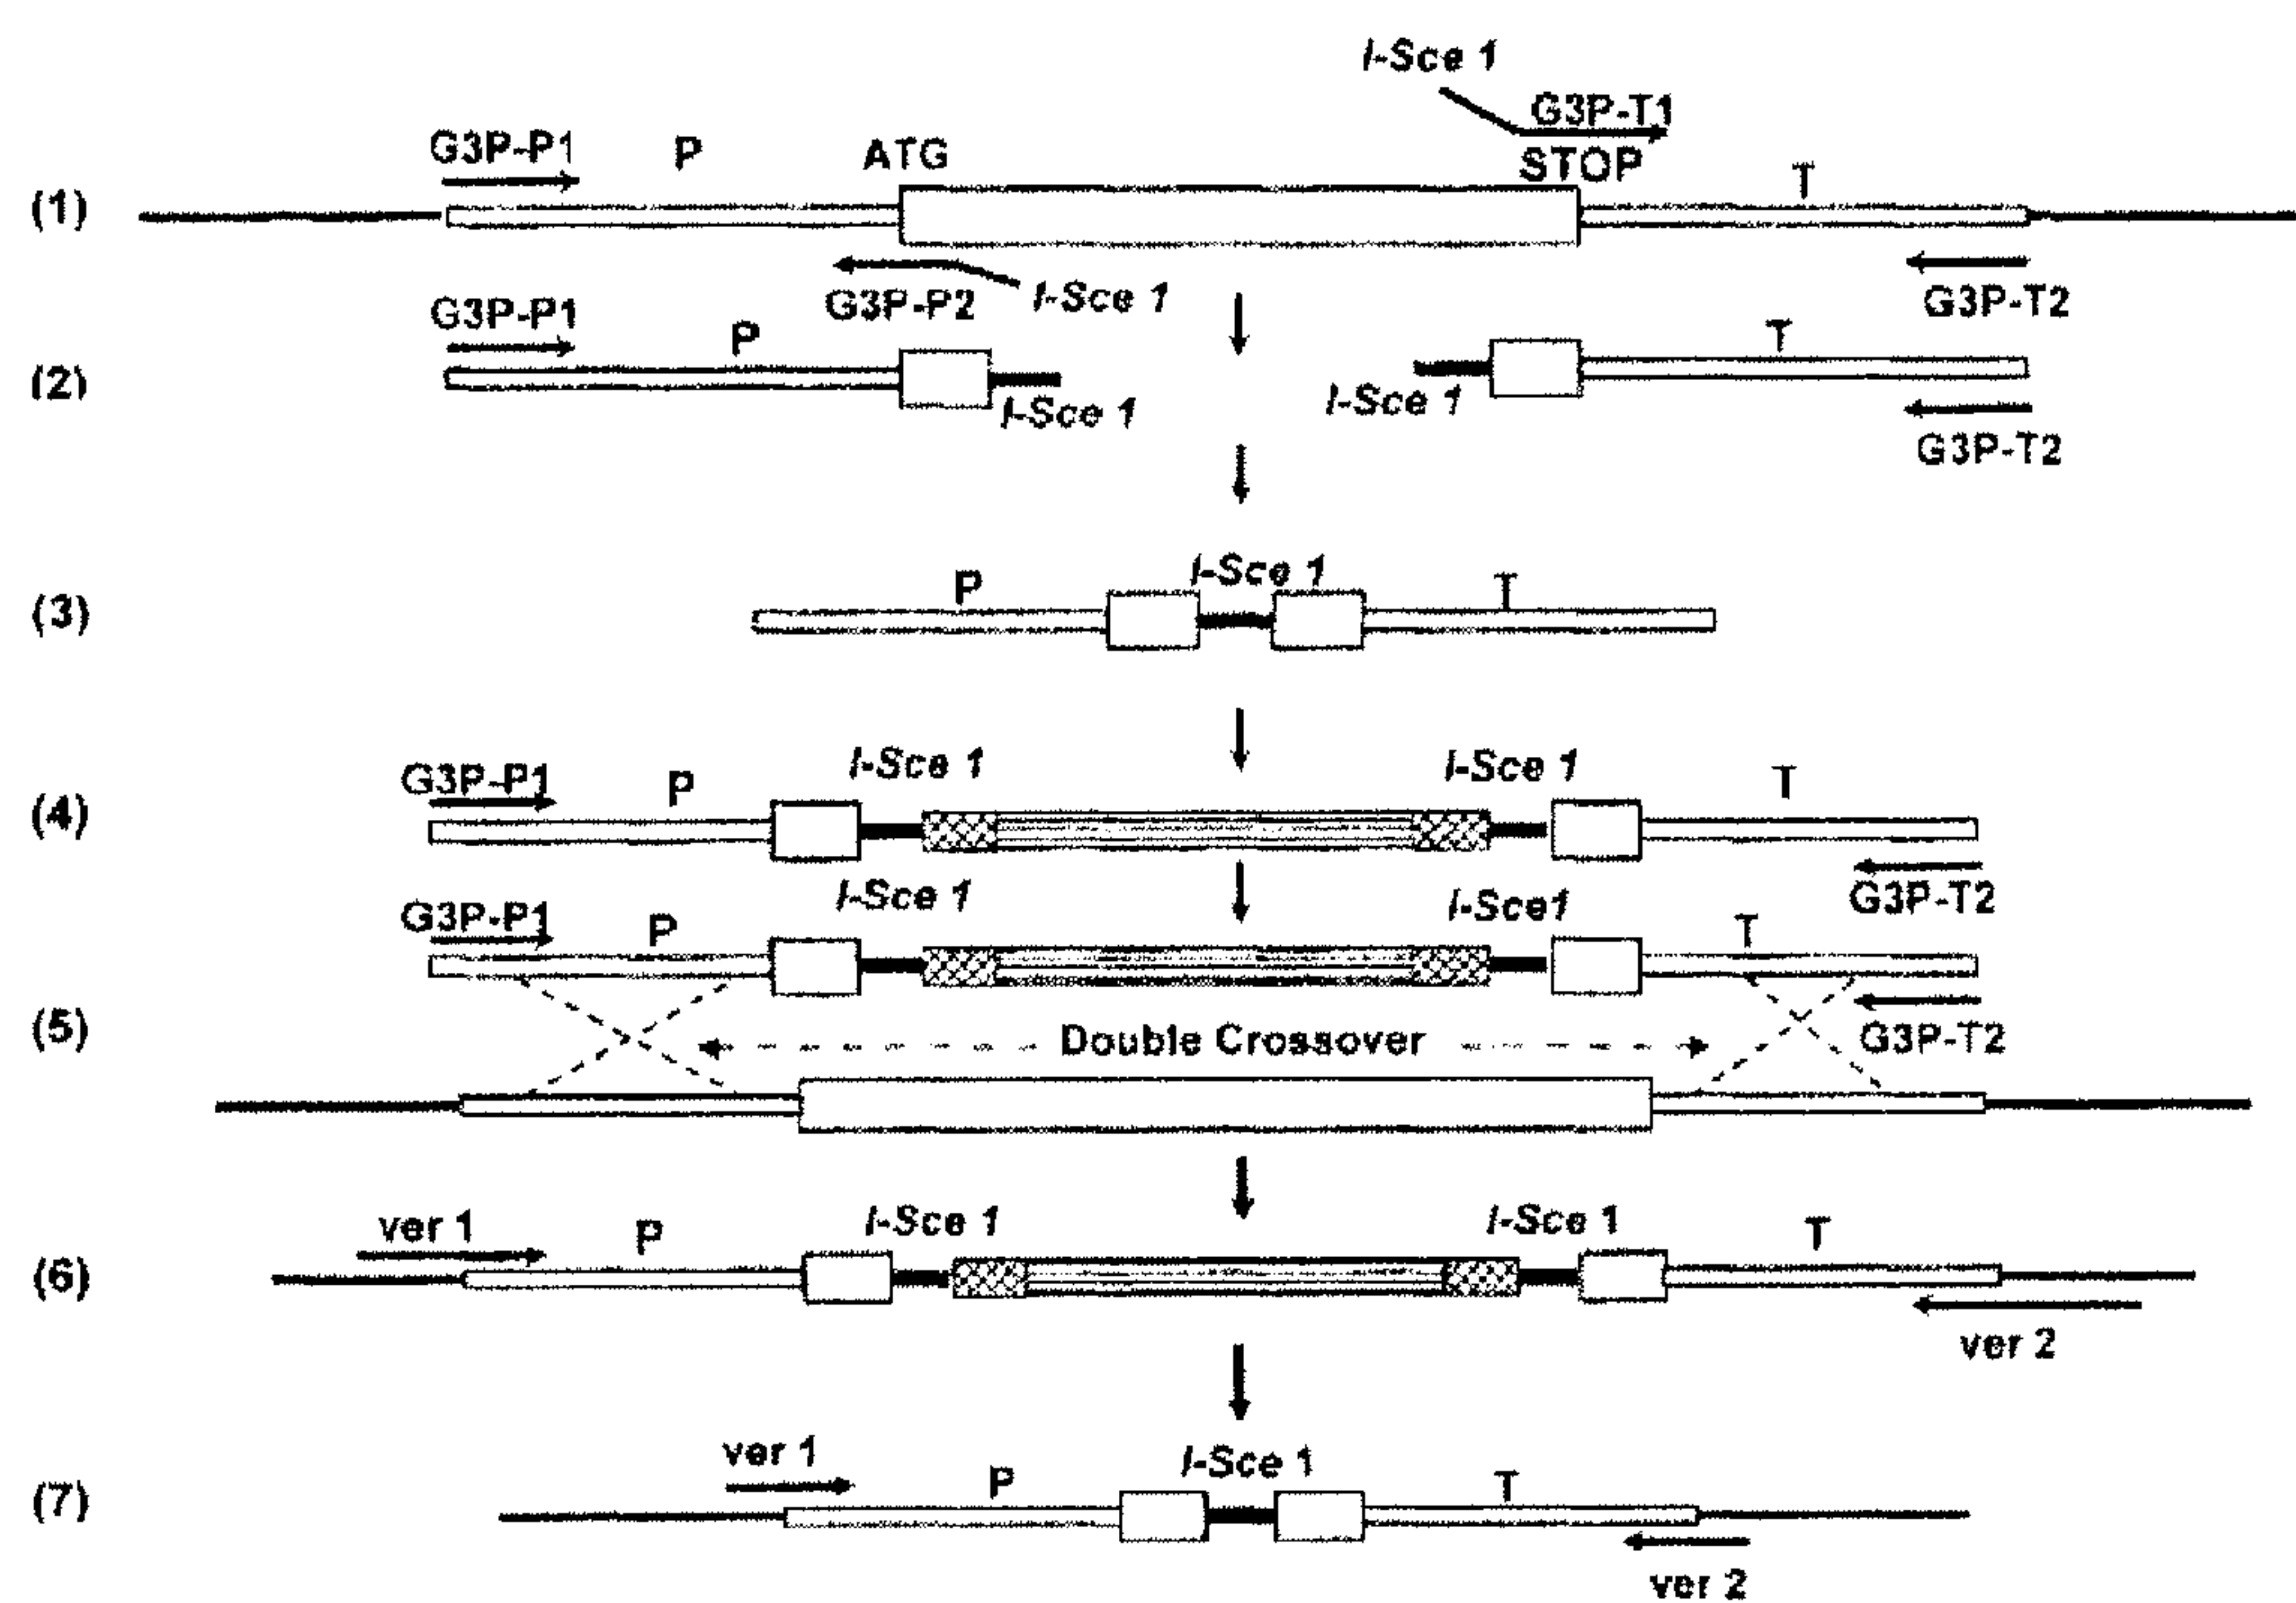 I-Sce 1
G3P-P1 P ATG G3P-T1
STOP T
(1)
G3P-P2 I-Sce 1 G3P-T2
G3P-P1 P T
(2)
I-Sce 1 I-Sce 1
G3P-T2
P I-Sce 1 T
(3)
G3P-P1 P I-Sce 1 I-Sce 1 T
(4)
G3P-T2
G3P-P1 P I-Sce 1 I-Sce1 T
(5) Double Crossover G3P-T2
ver 1 P I-Sce 1 I-Sce 1 T
(6)
ver 2
ver 1 P I-Sce 1 T
(7)
ver 2